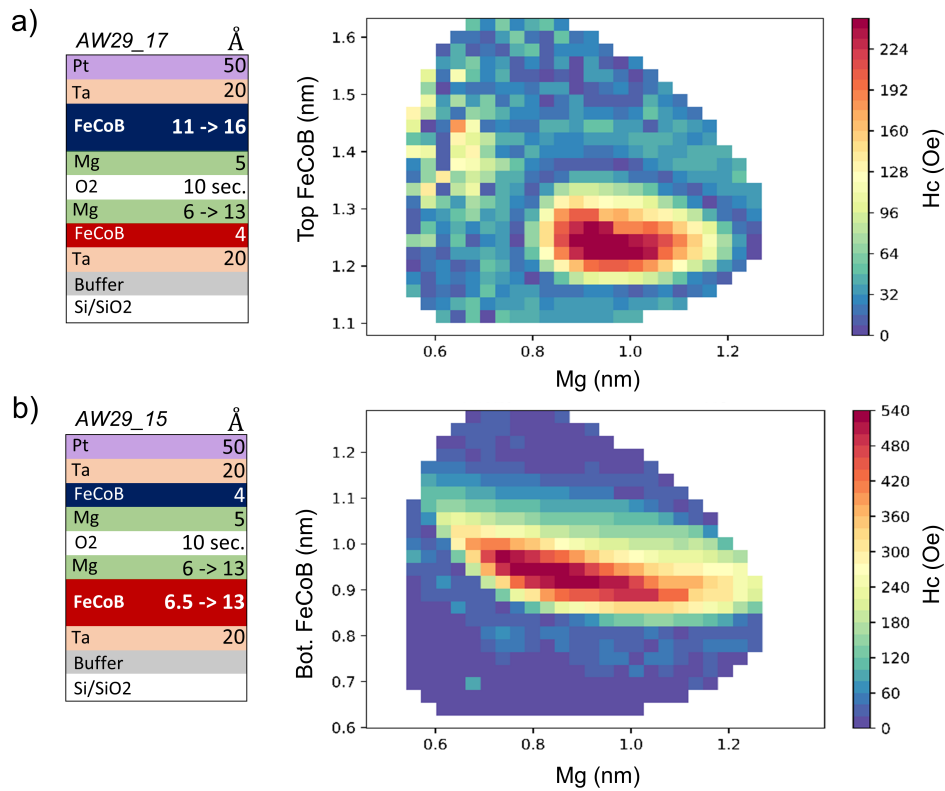 a)
AW29_17 Å
Pt 50
Ta 20
FeCoB 11 -> 16
Mg 5
O2 10 sec.
Mg 6 -> 13
FeCoB 4
Ta 20
Buffer
Si/SiO2
Top FeCoB (nm)
1.6
1.5
1.4
1.3
1.2
1.1
0.6 0.8 1.0 1.2
Mg (nm)
224
192
160
128
96
64
32
0
Hc (Oe)
b)
AW29_15 Å
Pt 50
Ta 20
FeCoB 4
Mg 5
O2 10 sec.
Mg 6 -> 13
FeCoB 6.5 -> 13
Ta 20
Buffer
Si/SiO2
Bot. FeCoB (nm)
1.2
1.1
1.0
0.9
0.8
0.7
0.6
0.6 0.8 1.0 1.2
Mg (nm)
540
480
420
360
300
240
180
120
60
0
Hc (Oe)